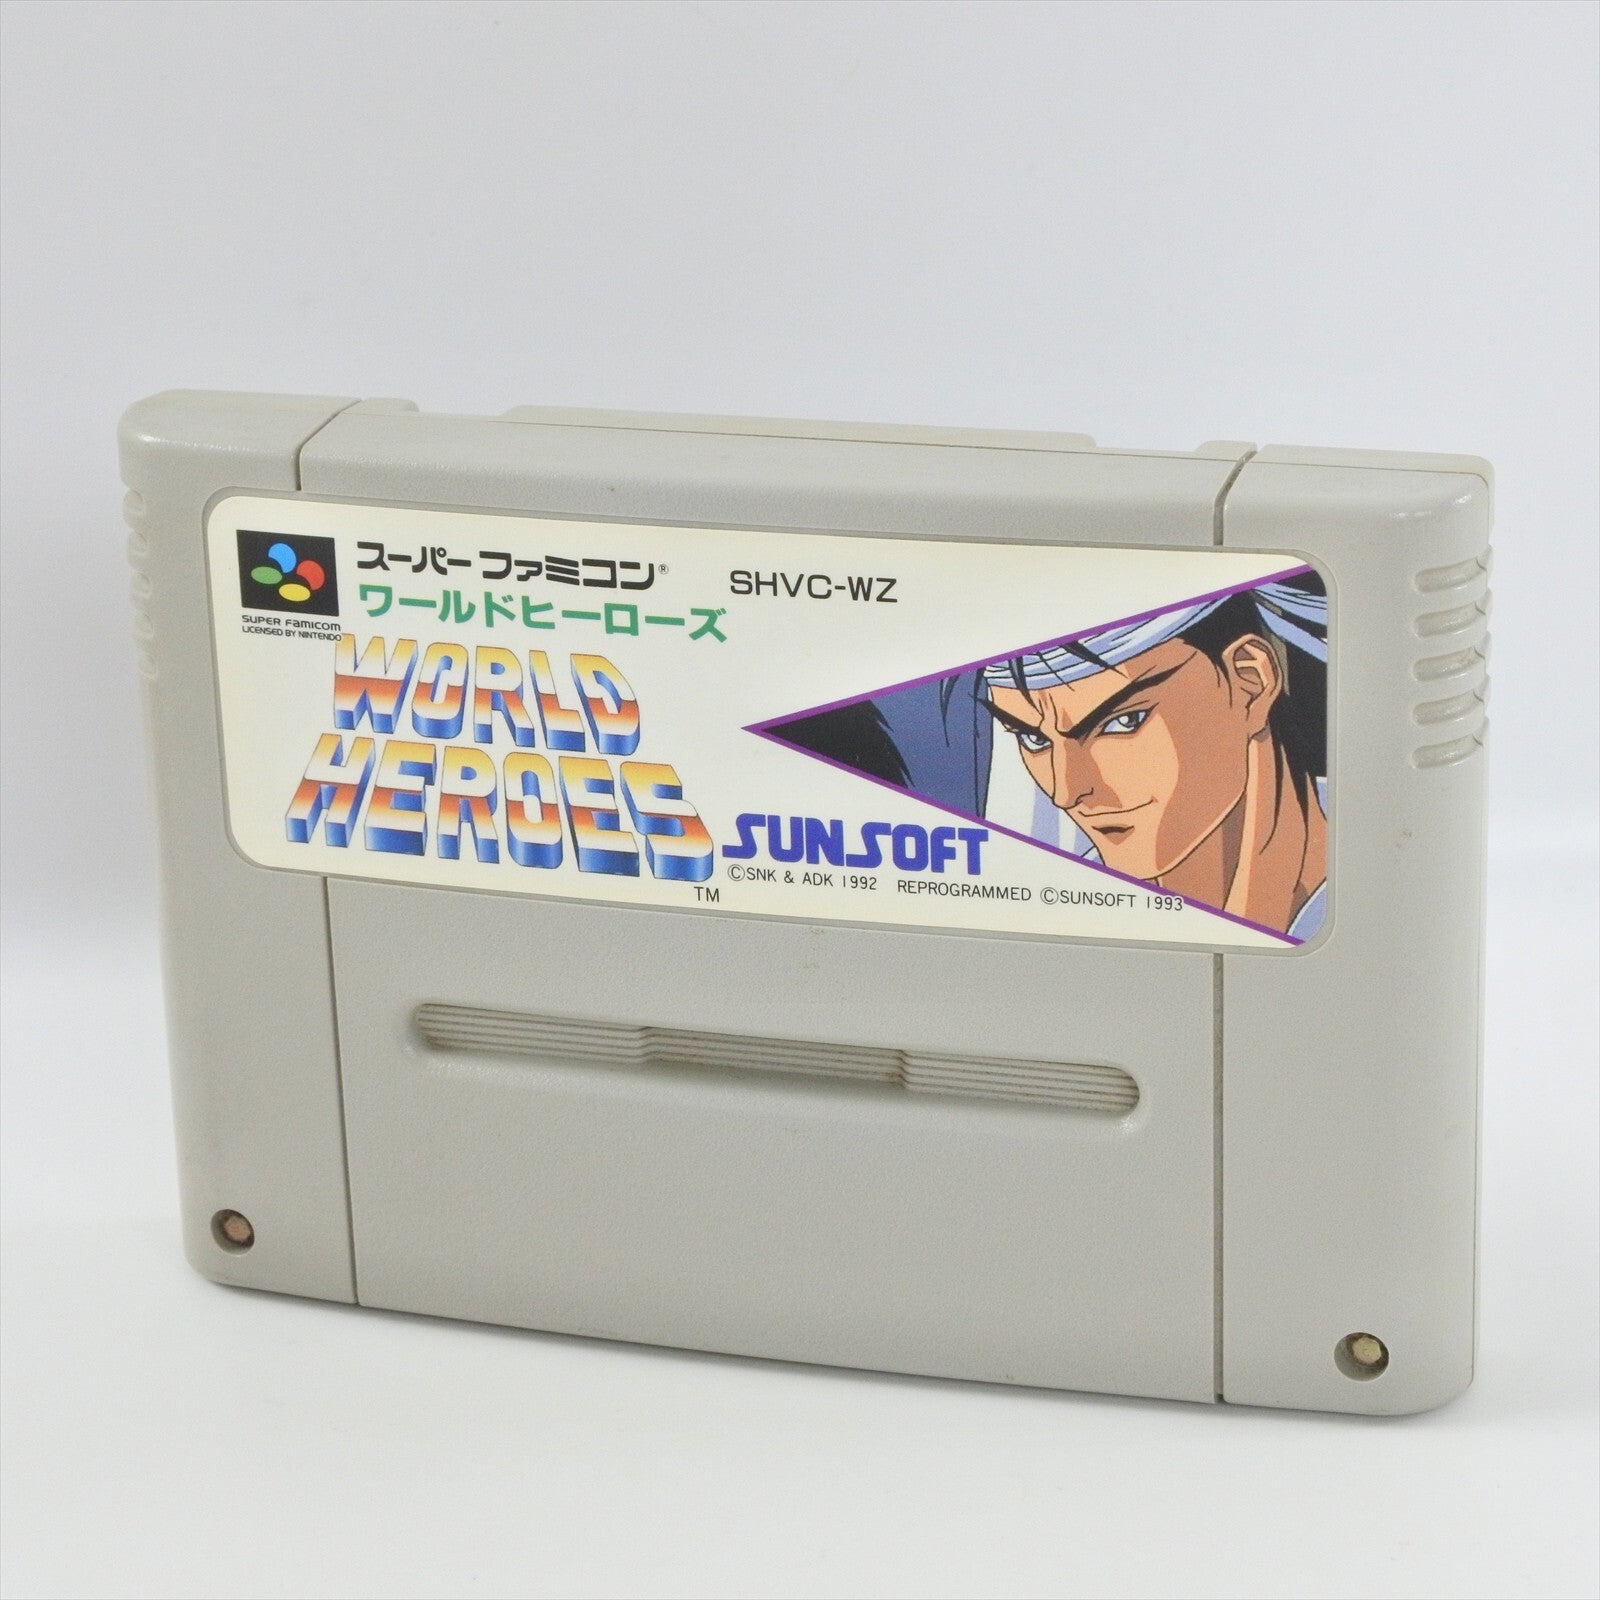 スーパーファミコン®
SHVC-WZ
ワールドヒーローズ
SUPER FAMICOM
LICENSED BY NINTENDO
WORLD
HEROES
TM
SUNSOFT
©SNK & ADK 1992 REPROGRAMMED ©SUNSOFT 1993